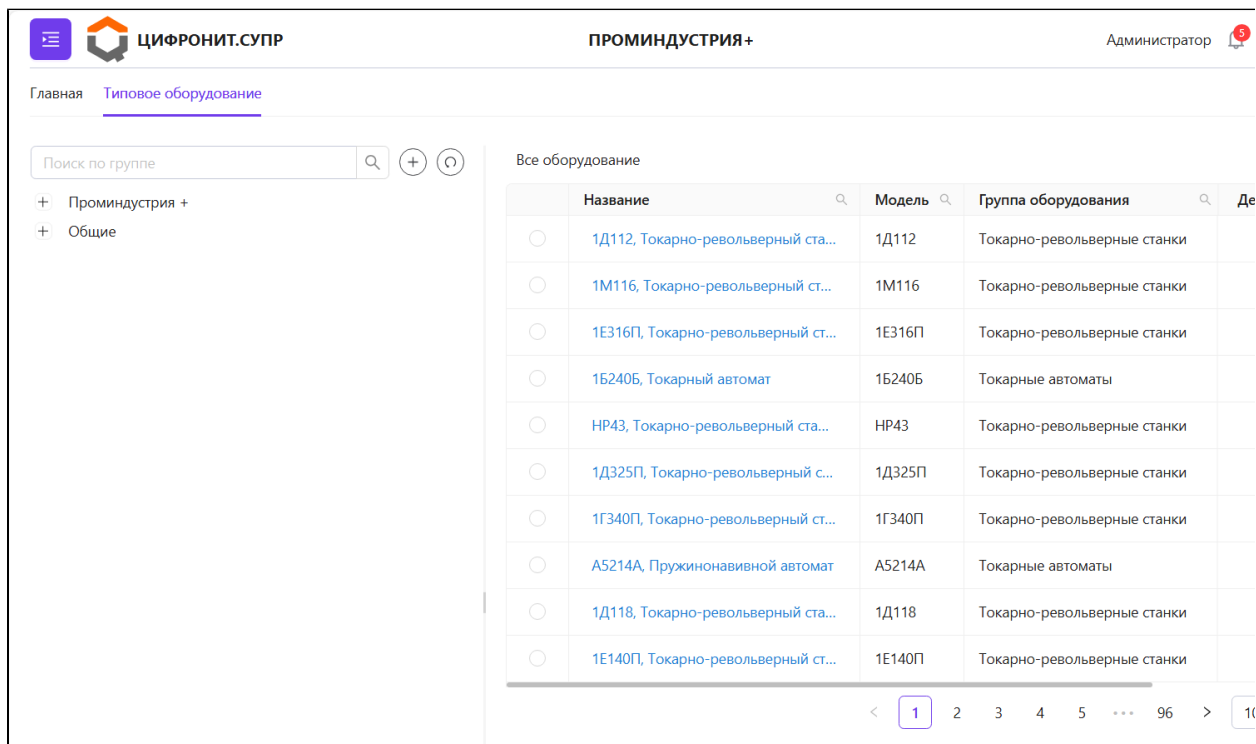 ЦИФРОНИТ.СУПР ПРОМИНДУСТРИЯ+ Администратор 5
Главная Типовое оборудование
Поиск по группе
Все оборудование
Проминдустрия +
Общие
Название Модель Группа оборудования Де
1Д112, Токарно-револьверный ста... 1Д112 Токарно-револьверные станки
1М116, Токарно-револьверный ст... 1М116 Токарно-револьверные станки
1Е316П, Токарно-револьверный ст... 1Е316П Токарно-револьверные станки
1Б240Б, Токарный автомат 1Б240Б Токарные автоматы
НР43, Токарно-револьверный ста... НР43 Токарно-револьверные станки
1Д325П, Токарно-револьверный с... 1Д325П Токарно-револьверные станки
1Г340П, Токарно-револьверный ст... 1Г340П Токарно-револьверные станки
А5214А, Пружинонавивной автомат А5214А Токарные автоматы
1Д118, Токарно-револьверный ста... 1Д118 Токарно-револьверные станки
1Е140П, Токарно-револьверный ст... 1Е140П Токарно-револьверные станки
< 1 2 3 4 5 ••• 96 > 10